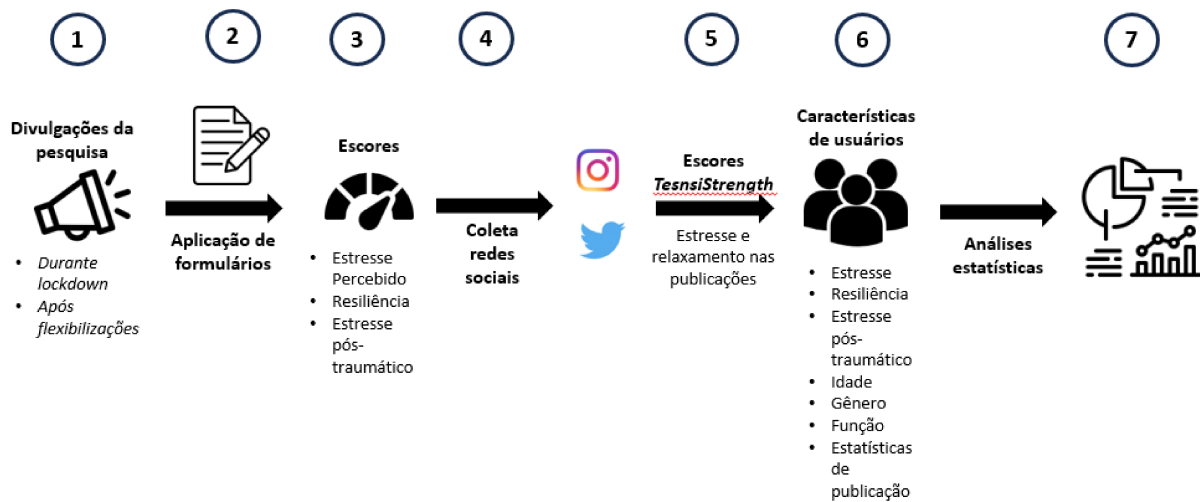 1
2
3
4
5
6
7
Divulgações da
pesquisa
• Durante
lockdown
• Após
flexibilizações
Aplicação de
formulários
Escores
• Estresse
Percebido
• Resiliência
• Estresse
pós-
traumático
Coleta
redes
sociais
Escores
TesnsiStrength
Estresse e
relaxamento nas
publicações
Características
de usuários
• Estresse
• Resiliência
• Estresse
pós-
traumático
• Idade
• Gênero
• Função
• Estatísticas
de
publicação
Análises
estatísticas